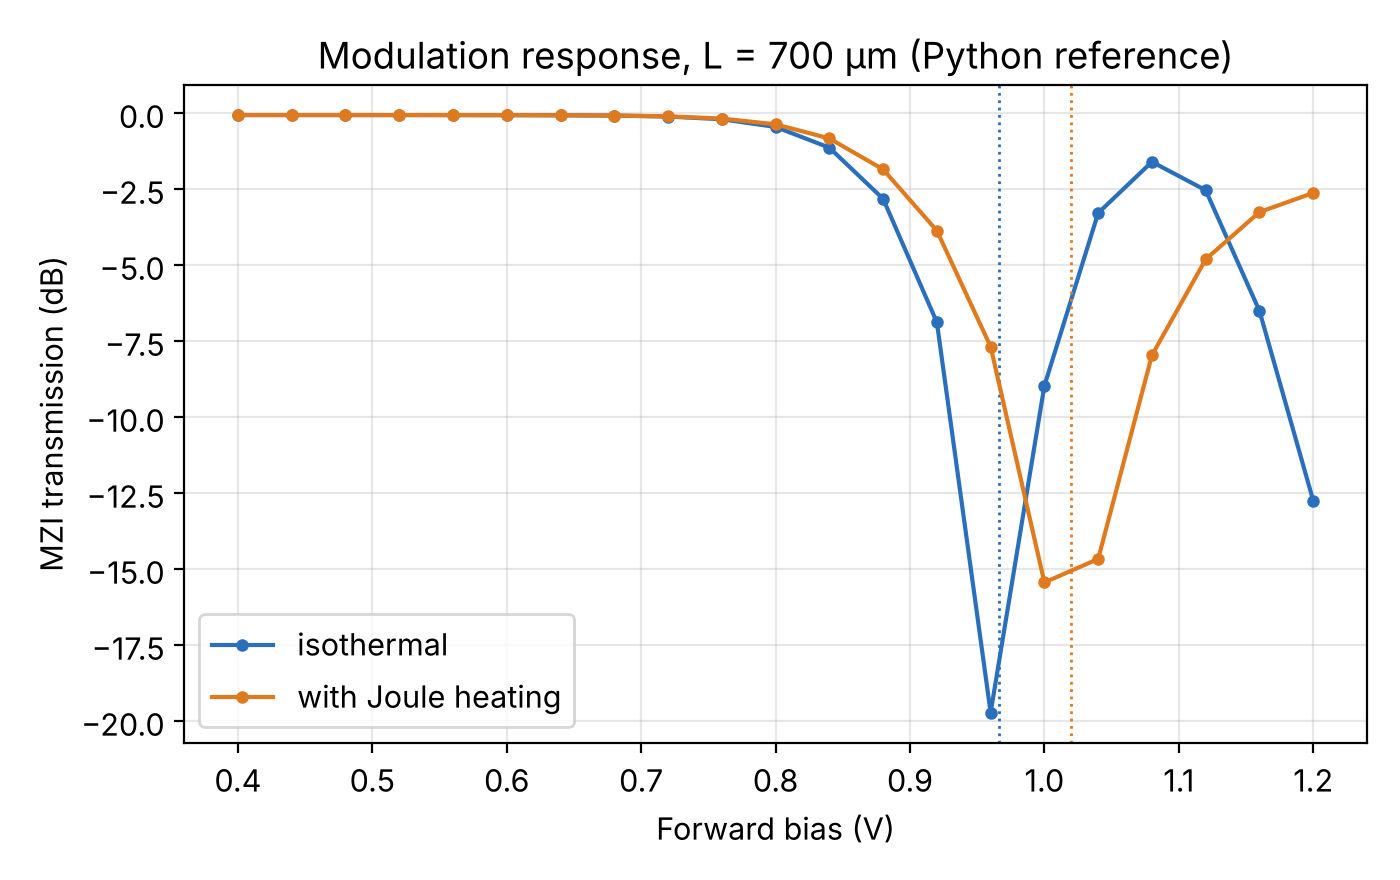 Modulation response, L = 700 µm (Python reference)
MZI transmission (dB)
0.0
−2.5
−5.0
−7.5
−10.0
−12.5
−15.0
−17.5
−20.0
isothermal
with Joule heating
0.4 0.5 0.6 0.7 0.8 0.9 1.0 1.1 1.2
Forward bias (V)